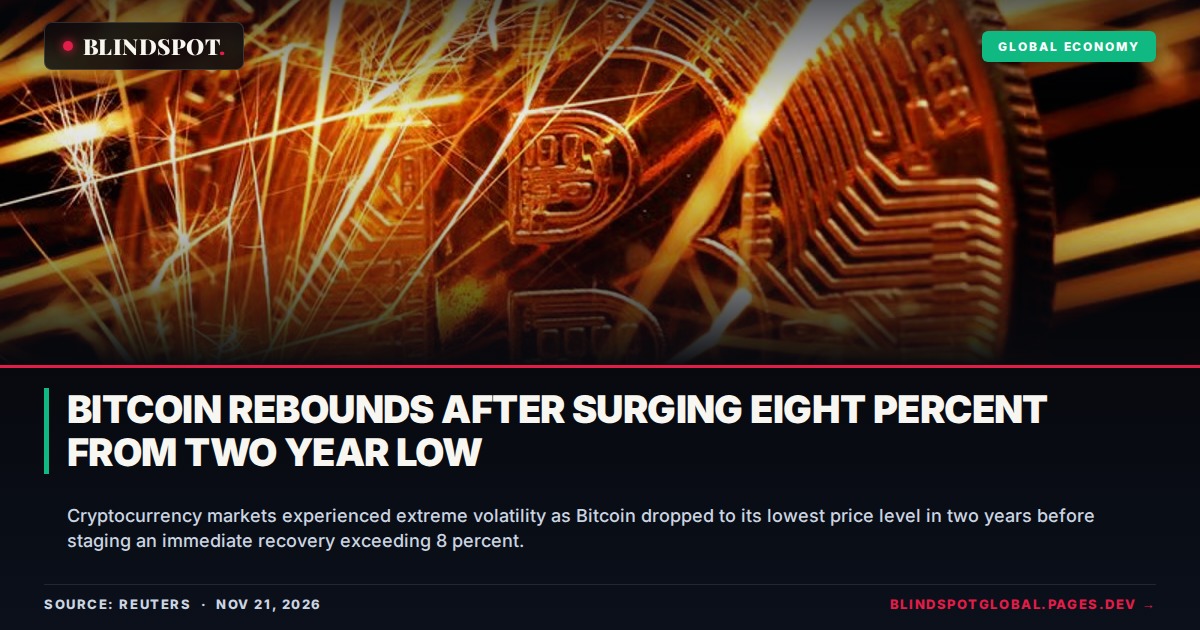 BLINDSPOT.
GLOBAL ECONOMY
BITCOIN REBOUNDS AFTER SURGING EIGHT PERCENT
FROM TWO YEAR LOW
Cryptocurrency markets experienced extreme volatility as Bitcoin dropped to its lowest price level in two years before
staging an immediate recovery exceeding 8 percent.
SOURCE: REUTERS · NOV 21, 2026
BLINDSPOTGLOBAL.PAGES.DEV →